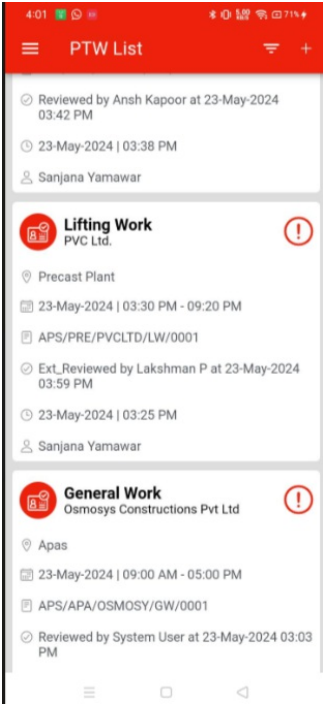 4:01
71%
PTW List
Reviewed by Ansh Kapoor at 23-May-2024
03:42 PM
23-May-2024 | 03:38 PM
Sanjana Yamawar
Lifting Work
PVC Ltd.
Precast Plant
23-May-2024 | 03:30 PM - 09:20 PM
APS/PRE/PVCLTD/LW/0001
Ext_Reviewed by Lakshman P at 23-May-2024
03:59 PM
23-May-2024 | 03:25 PM
Sanjana Yamawar
General Work
Osmosys Constructions Pvt Ltd
Apas
23-May-2024 | 09:00 AM - 05:00 PM
APS/APA/OSMOSY/GW/0001
Reviewed by System User at 23-May-2024 03:03
PM